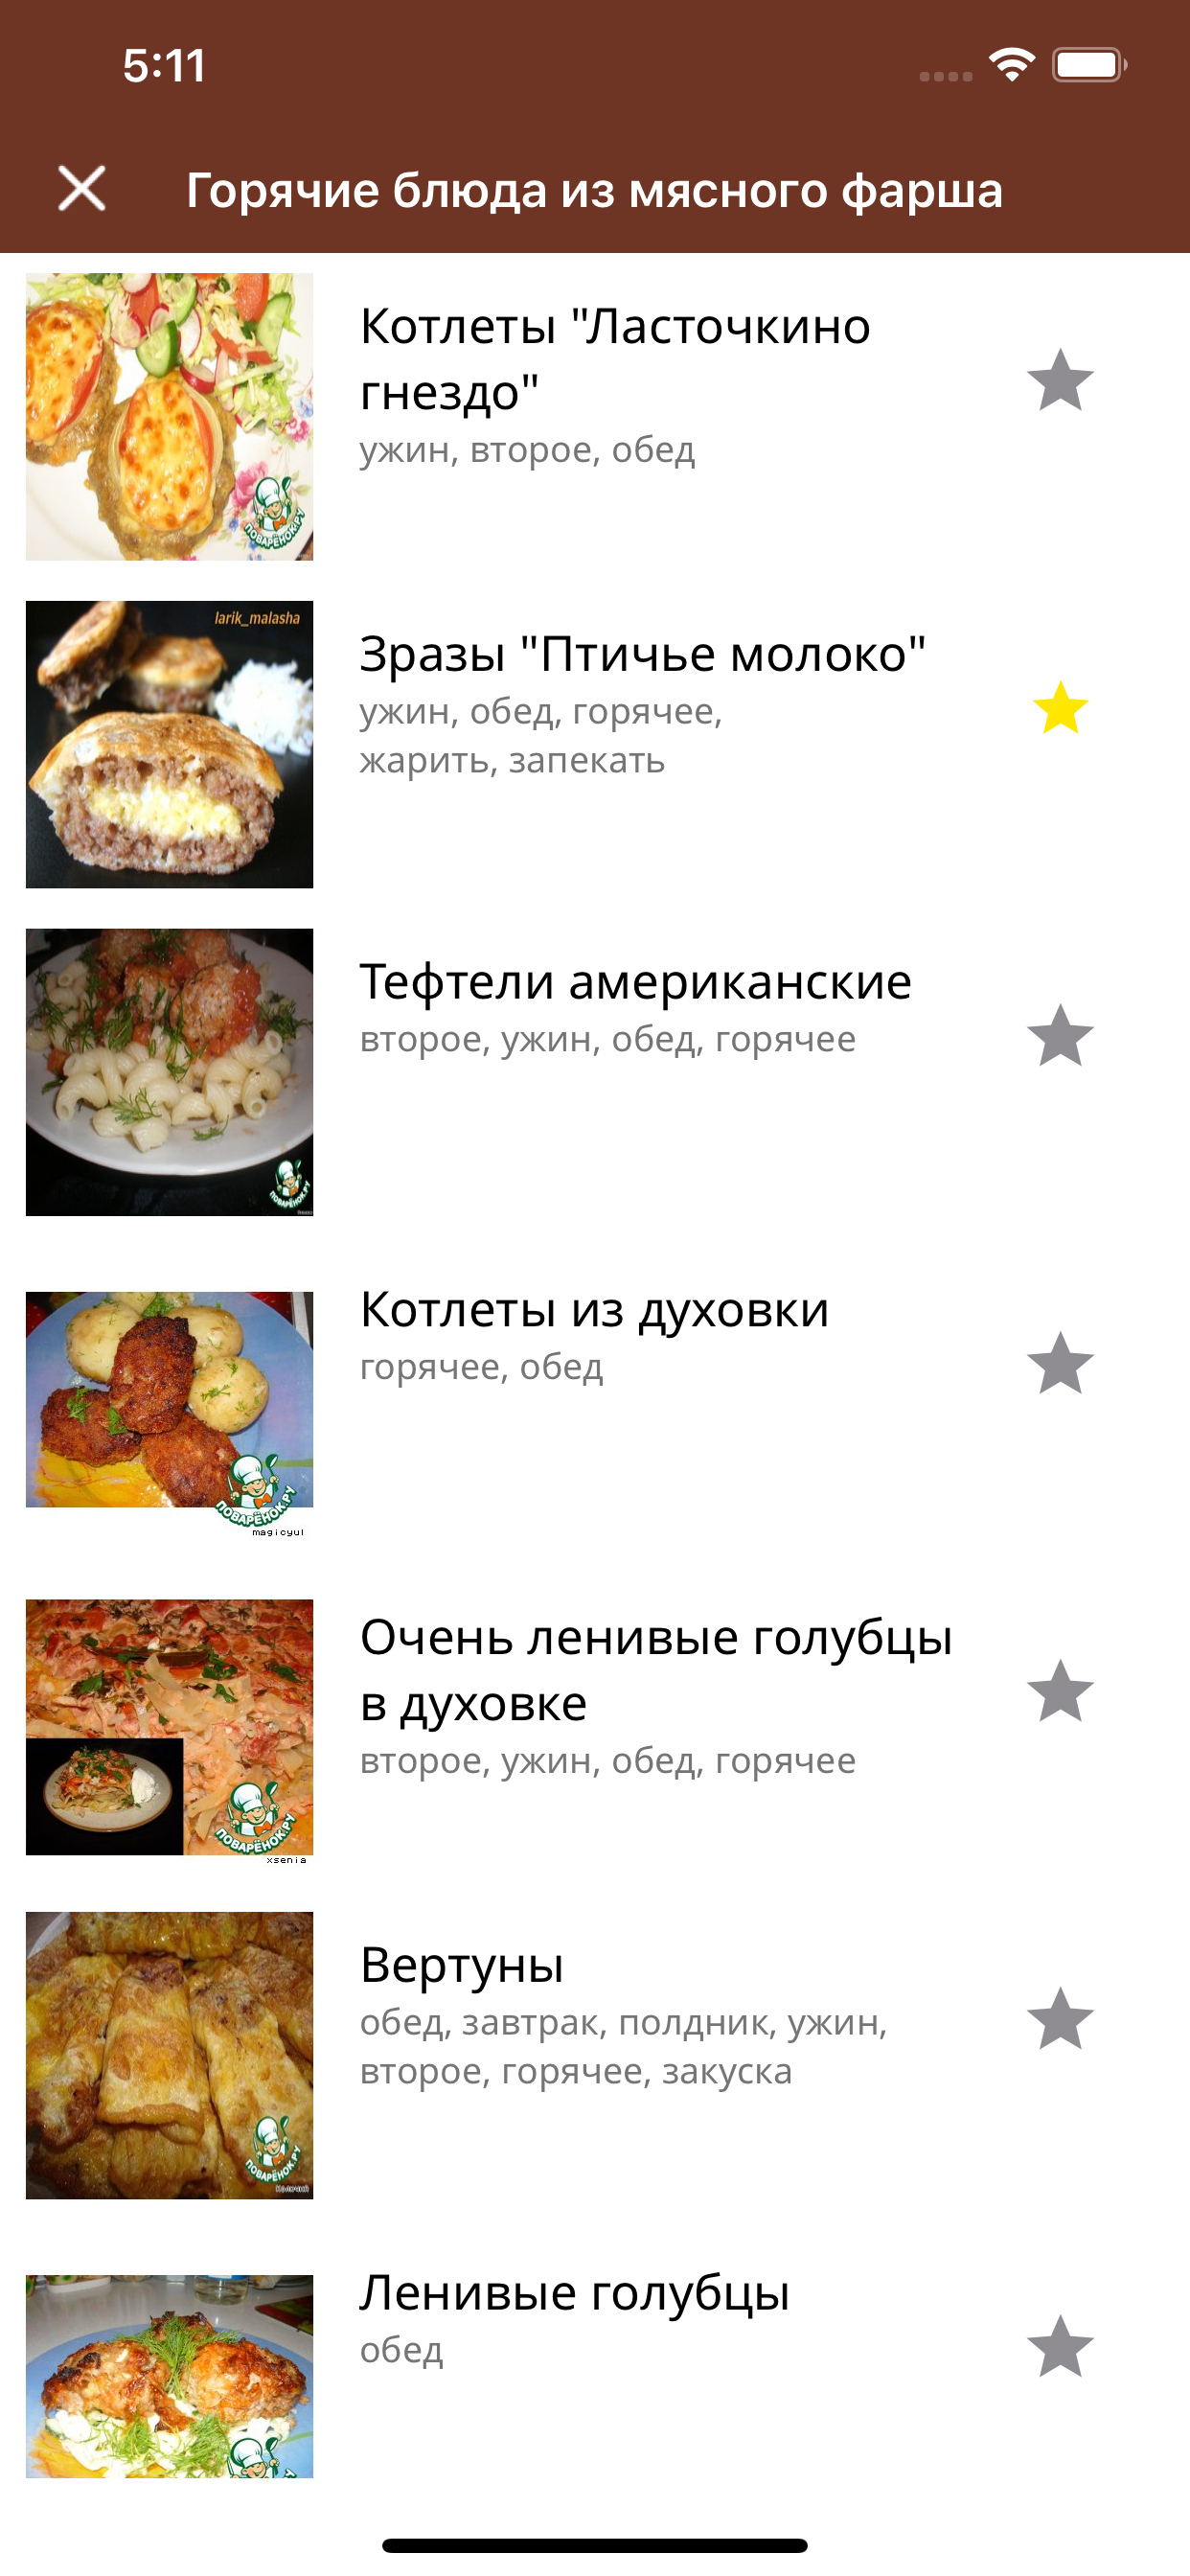 5:11
Горячие блюда из мясного фарша
Котлеты "Ласточкино
гнездо"
ужин, второе, обед
ПОВАРЁНОК.РУ
larik_malasha
Зразы "Птичье молоко"
ужин, обед, горячее,
жарить, запекать
Тефтели американские
второе, ужин, обед, горячее
ПОВАРЁНОК.РУ
Котлеты из духовки
горячее, обед
ПОВАРЁНОК.РУ
magicyul
Очень ленивые голубцы
в духовке
второе, ужин, обед, горячее
ПОВАРЁНОК.РУ
xsenia
Вертуны
обед, завтрак, полдник, ужин,
второе, горячее, закуска
ПОВАРЁНОК.РУ
Ленивые голубцы
обед